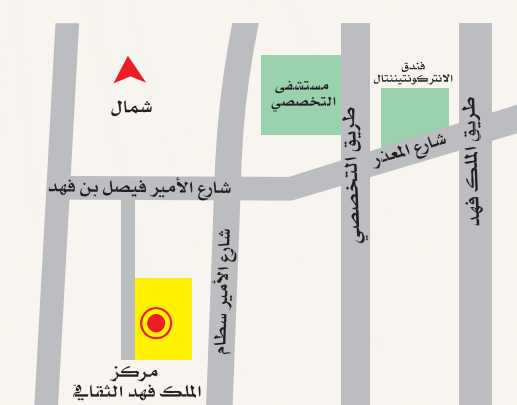 فندق
الانتركونتيننتال
مستشفى
التخصصي
شمال
طريق الملك فهد
طريق التخصصي
شارع المعذر
شارع الأمير فيصل بن فهد
شارع الأمير سطام
مركز
الملك فهد الثقافي